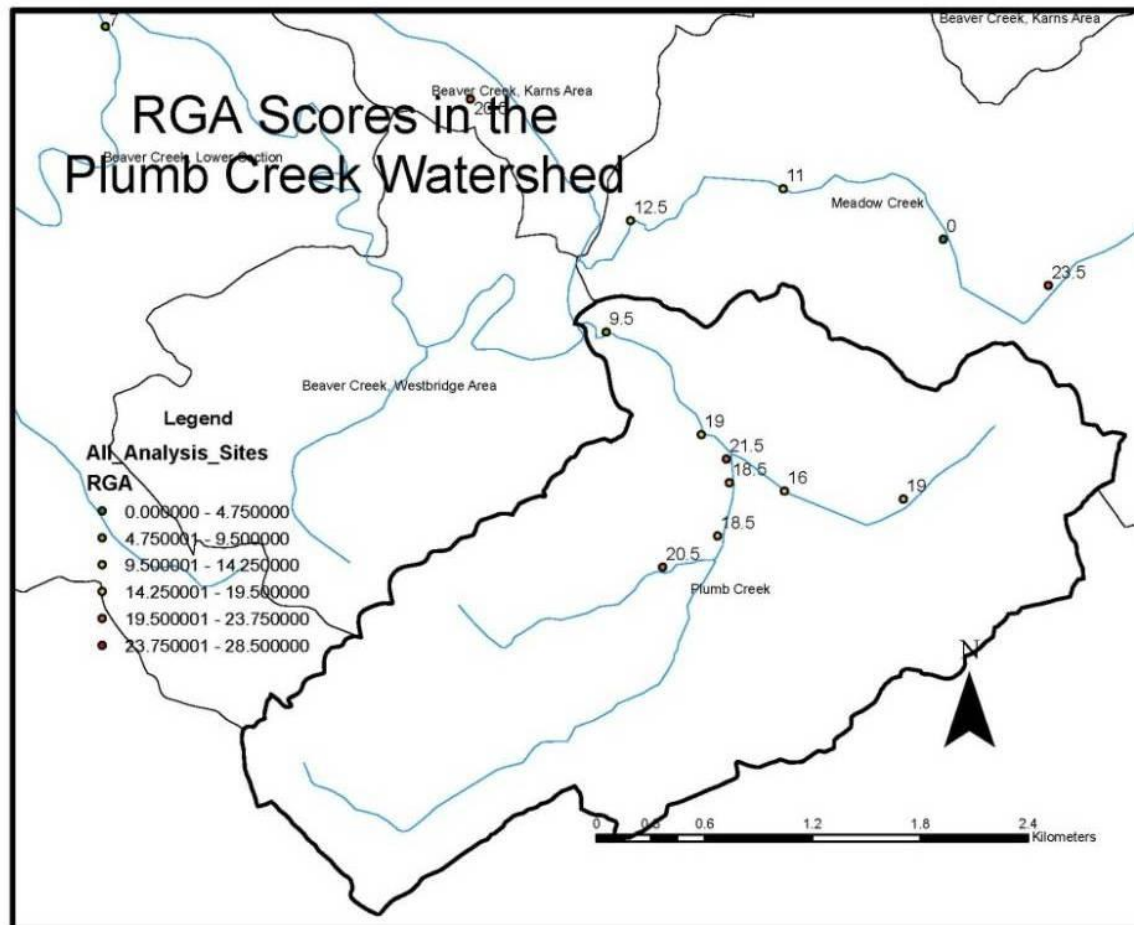 Beaver Creek, Karns Area
Beaver Creek, Karns Area
RGA Scores in the
Beaver Creek, Lower Section
Plumb Creek Watershed
11
12.5
Meadow Creek
0
23.5
9.5
Beaver Creek, Westbridge Area
19
21.5
18.5
16
19
18.5
20.5
Plumb Creek
Legend
All_Analysis_Sites
RGA
0.000000 - 4.750000
4.750001 - 9.500000
9.500001 - 14.250000
14.250001 - 19.500000
19.500001 - 23.750000
23.750001 - 28.500000
N
0 0.3 0.6 1.2 1.8 2.4
Kilometers